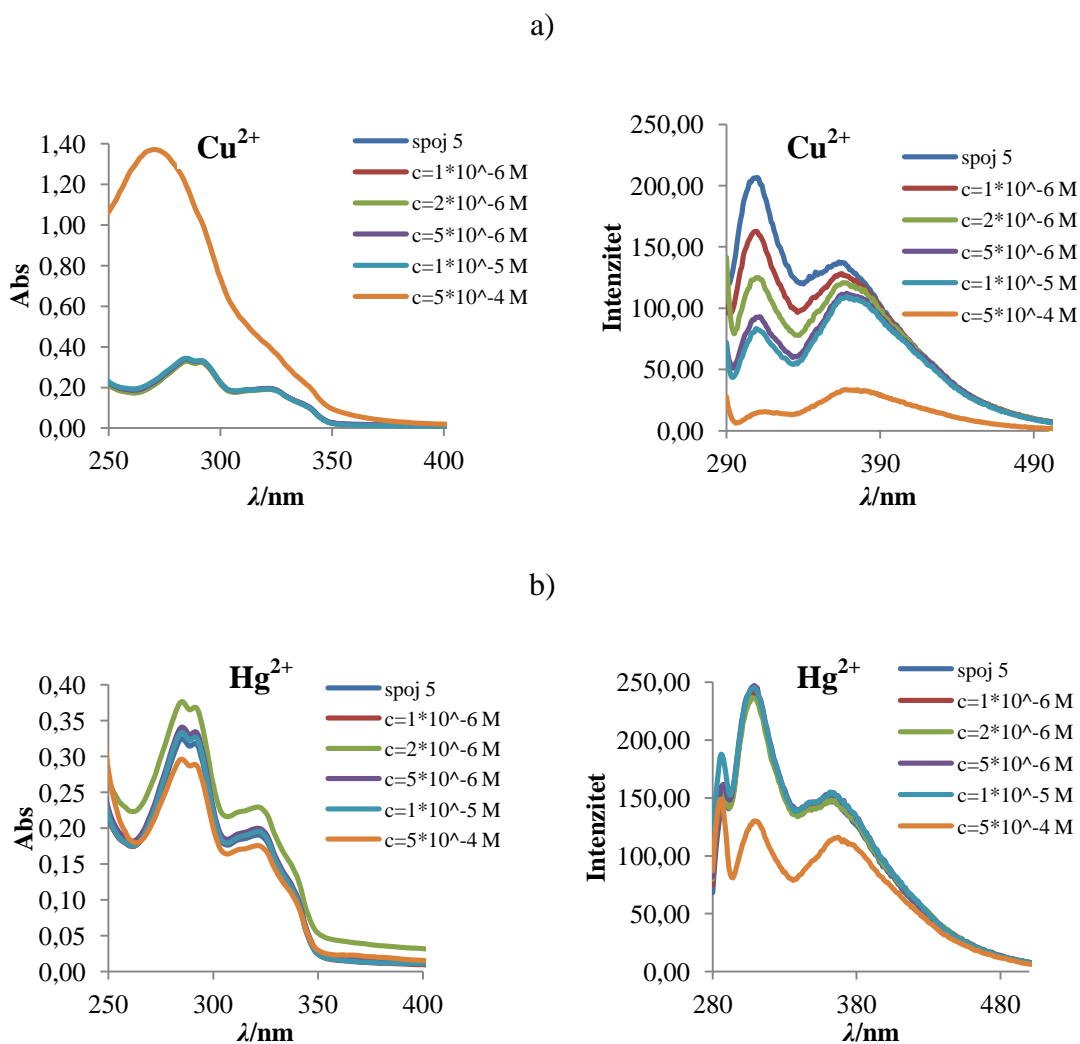 a)
Cu2+
1,40
1,20
1,00
0,80
0,60
0,40
0,20
0,00
Abs
250 300 350 400
λ/nm
spoj 5
c=1*10^-6 M
c=2*10^-6 M
c=5*10^-6 M
c=1*10^-5 M
c=5*10^-4 M
Cu2+
250,00
200,00
150,00
100,00
50,00
0,00
Intenzitet
290 390 490
λ/nm
spoj 5
c=1*10^-6 M
c=2*10^-6 M
c=5*10^-6 M
c=1*10^-5 M
c=5*10^-4 M
b)
Hg2+
0,40
0,35
0,30
0,25
0,20
0,15
0,10
0,05
0,00
Abs
250 300 350 400
λ/nm
spoj 5
c=1*10^-6 M
c=2*10^-6 M
c=5*10^-6 M
c=1*10^-5 M
c=5*10^-4 M
Hg2+
250,00
200,00
150,00
100,00
50,00
0,00
Intenzitet
280 380 480
λ/nm
spoj 5
c=1*10^-6 M
c=2*10^-6 M
c=5*10^-6 M
c=1*10^-5 M
c=5*10^-4 M